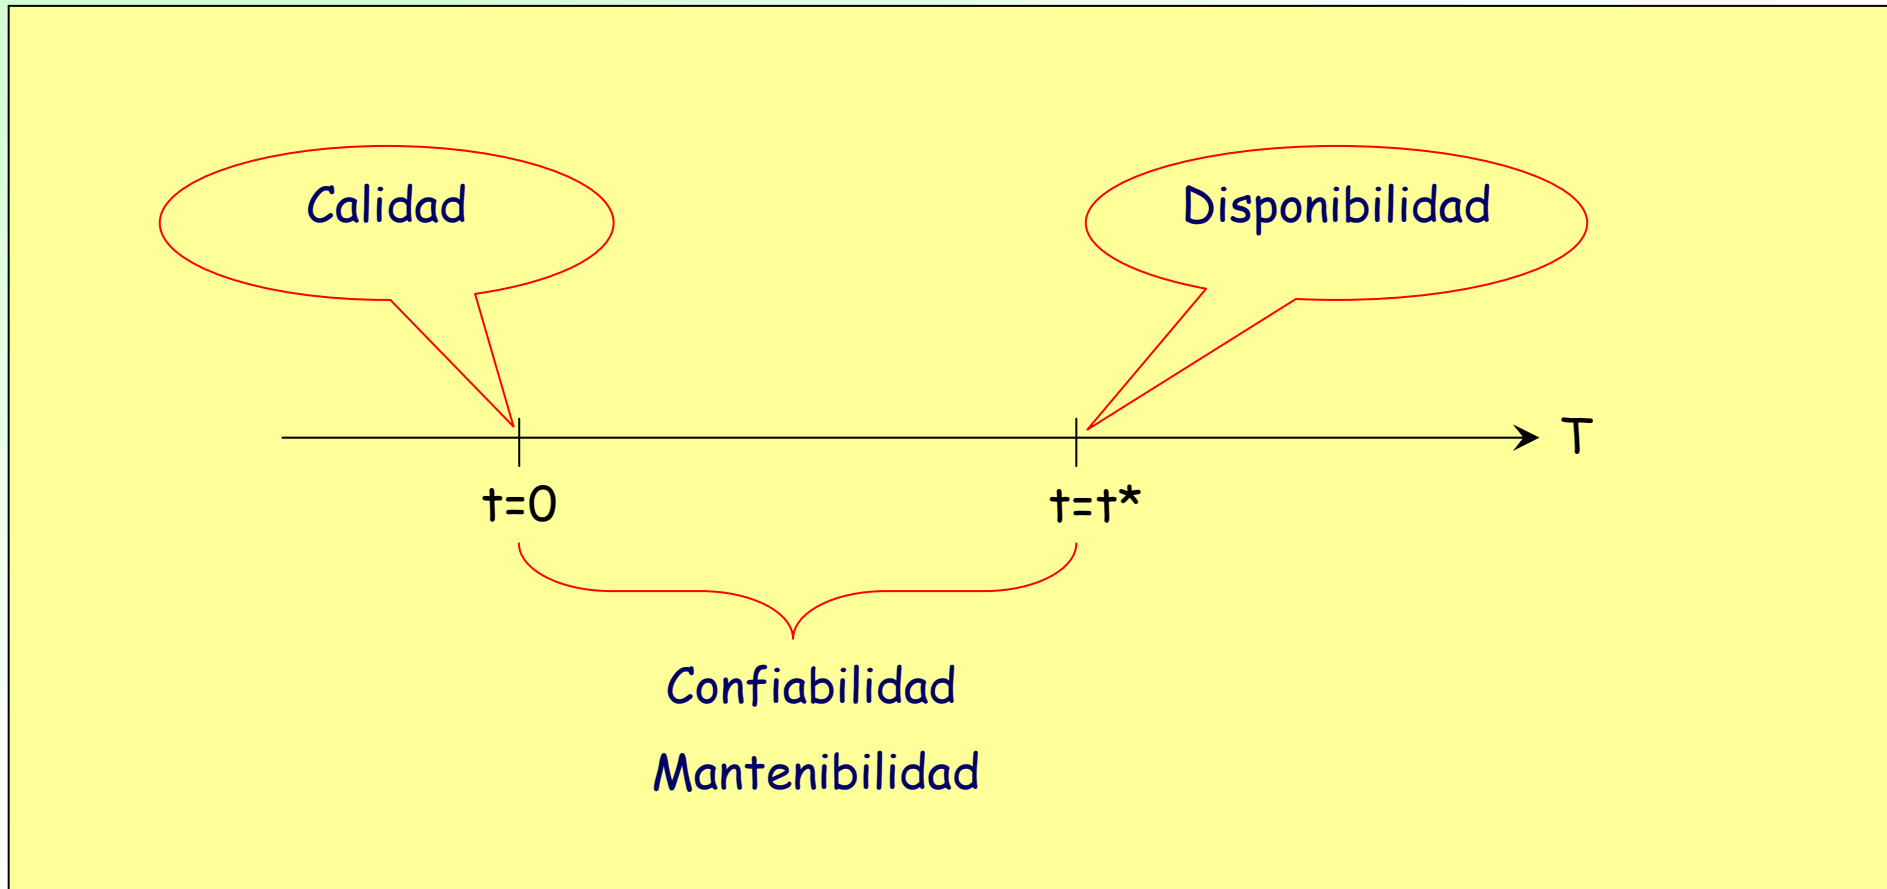 Calidad
Disponibilidad
T
t=0
t=t*
Confiabilidad
Mantenibilidad